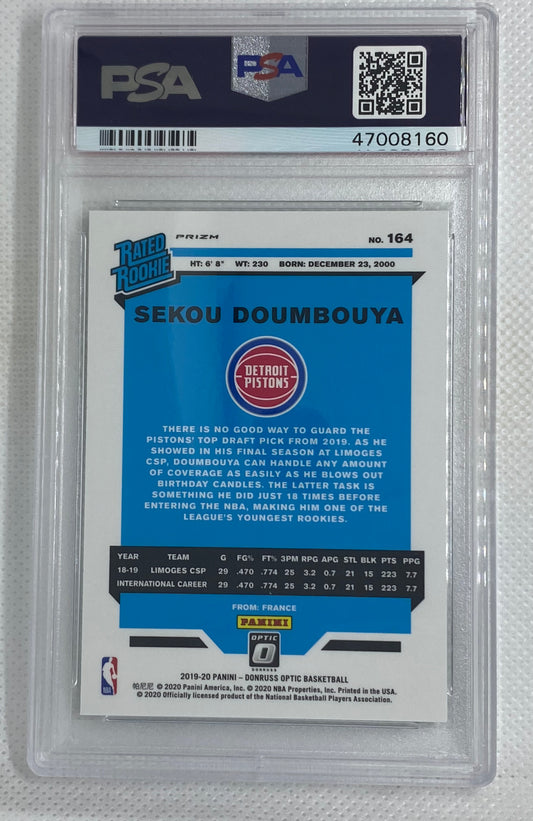 PSA
PSA
47008160
PRIZM
NO. 164
RATED
ROOKIE
HT: 6' 8" WT: 230 BORN: DECEMBER 23, 2000
SEKOU DOUMBOUYA
DETROIT
PISTONS
THERE IS NO GOOD WAY TO GUARD THE
PISTONS' TOP DRAFT PICK FROM 2019. AS HE
SHOWED IN HIS FINAL SEASON AT LIMOGES
CSP, DOUMBOUYA CAN HANDLE ANY AMOUNT
OF COVERAGE AS EASILY AS HE BLOWS OUT
BIRTHDAY CANDLES. THE LATTER TASK IS
SOMETHING HE DID JUST 18 TIMES BEFORE
ENTERING THE NBA, MAKING HIM ONE OF THE
LEAGUE'S YOUNGEST ROOKIES.
YEAR TEAM G FG% FT% 3PM RPG APG STL BLK PTS PPG
18-19 LIMOGES CSP 29 .470 .774 25 3.2 0.7 21 15 223 7.7
INTERNATIONAL CAREER 29 .470 .774 25 3.2 0.7 21 15 223 7.7
FROM: FRANCE
PANINI
OPTIC
DONRUSS
NBA
2019-20 PANINI – DONRUSS OPTIC BASKETBALL
帕尼尼 © 2020 Panini America, Inc. © 2020 NBA Properties, Inc. Printed in the USA.
© 2020 Officially licensed product of the National Basketball Players Association.